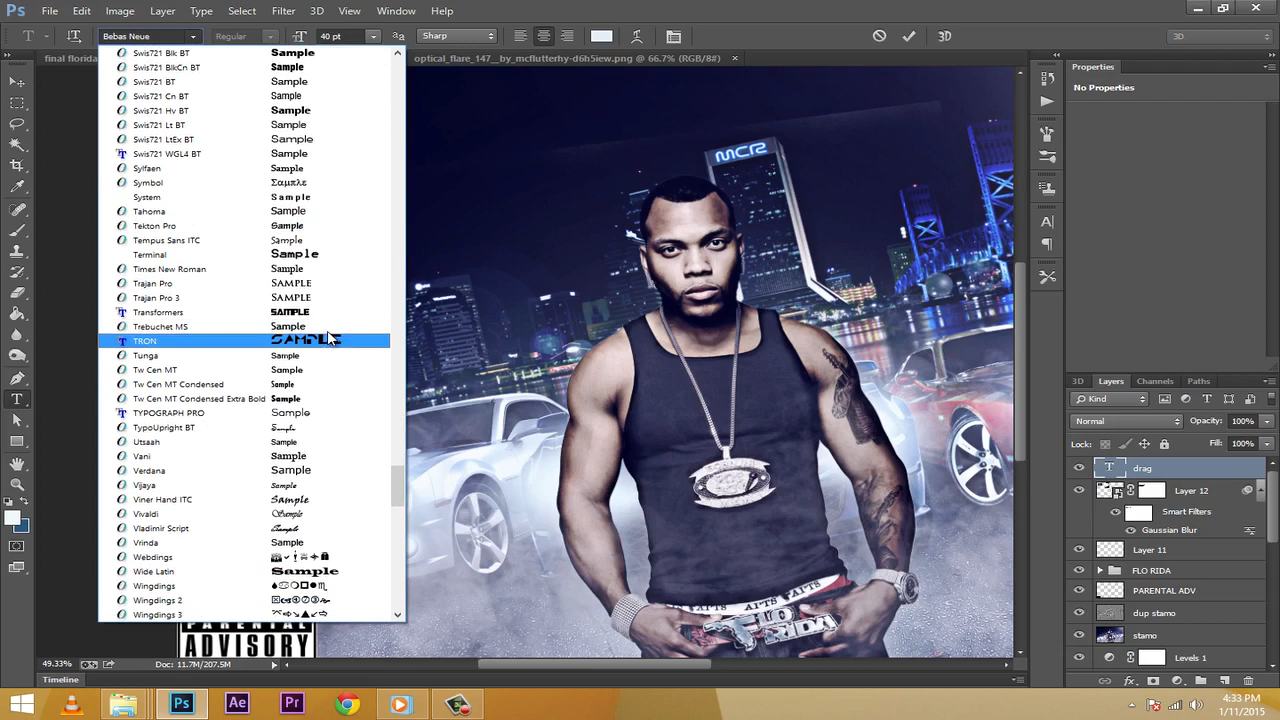 Ps File Edit Image Layer Type Select Filter 3D View Window Help
T Bebas Neue Regular 40 pt Sharp 3D 3D
final florida
optical_flare_147__by_mcflutterhy-d6h5iew.png @ 66.7% (RGB/8#)
Swis721 Blk BT Sample
Swis721 BlkCn BT Sample
Swis721 BT Sample
Swis721 Cn BT Sample
Swis721 Hv BT Sample
Swis721 Lt BT Sample
Swis721 LtEx BT Sample
Swis721 WGL4 BT Sample
Sylfaen Sample
Symbol Σαμπλε
System Sample
Tahoma Sample
Tekton Pro Sample
Tempus Sans ITC Sample
Terminal Sample
Times New Roman Sample
Trajan Pro SAMPLE
Trajan Pro 3 SAMPLE
Transformers SAMPLE
Trebuchet MS Sample
TRON SAMPLE
Tunga Sample
Tw Cen MT Sample
Tw Cen MT Condensed Sample
Tw Cen MT Condensed Extra Bold Sample
TYPOGRAPH PRO Sample
TypoUpright BT Sample
Utsaah Sample
Vani Sample
Verdana Sample
Vijaya Sample
Viner Hand ITC Sample
Vivaldi Sample
Vladimir Script Sample
Vrinda Sample
Webdings
Wide Latin Sample
Wingdings
Wingdings 2
Wingdings 3
MCR
FLO
RIDA
PARENTAL
ADVISORY
Properties
No Properties
3D Layers Channels Paths
Kind
Normal Opacity: 100%
Lock: Fill: 100%
T drag
Layer 12
Smart Filters
Gaussian Blur
Layer 11
FLO RIDA
PARENTAL ADV
dup stamo
stamo
Levels 1
49.33% Doc: 11.7M/207.5M
Timeline
Ps Ae Pr
4:33 PM
1/11/2015